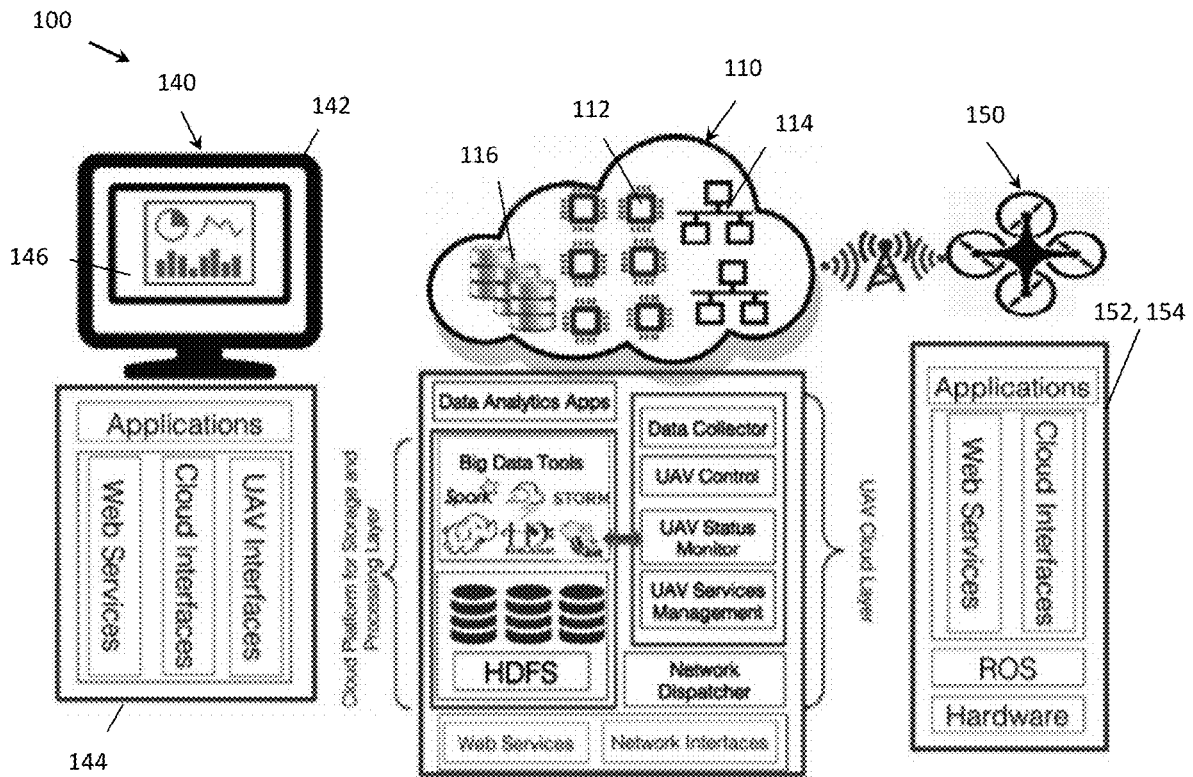 100
140
142
146
116
112
110
114
150
152, 154
Applications
Web Services
Cloud Interfaces
UAV Interfaces
144
Cloud Platform for Storage and
Processing Layer
Data Analytics Apps
Big Data Tools
Spark
STORM
HDFS
Data Collector
UAV Control
UAV Status
Monitor
UAV Services
Management
Network
Dispatcher
Web Services
Network Interfaces
UAV Cloud Layer
Applications
Web Services
Cloud Interfaces
ROS
Hardware